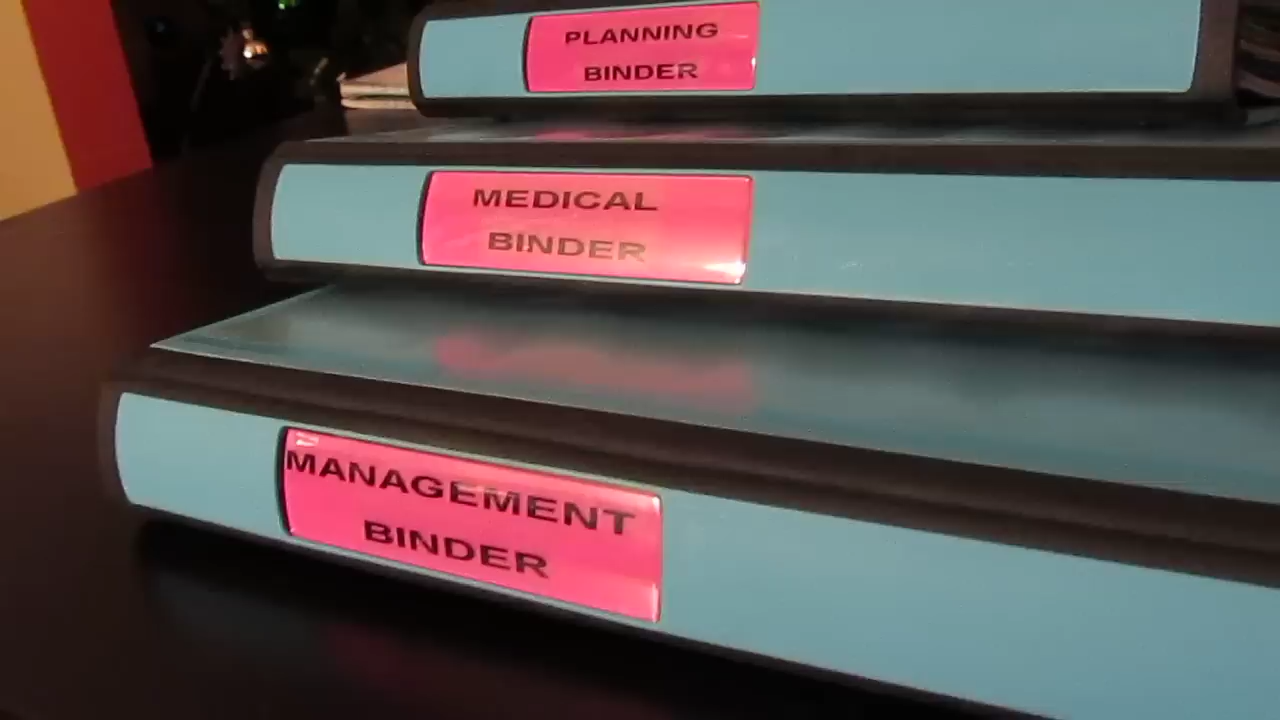 PLANNING
BINDER
MEDICAL
BINDER
MANAGEMENT
BINDER